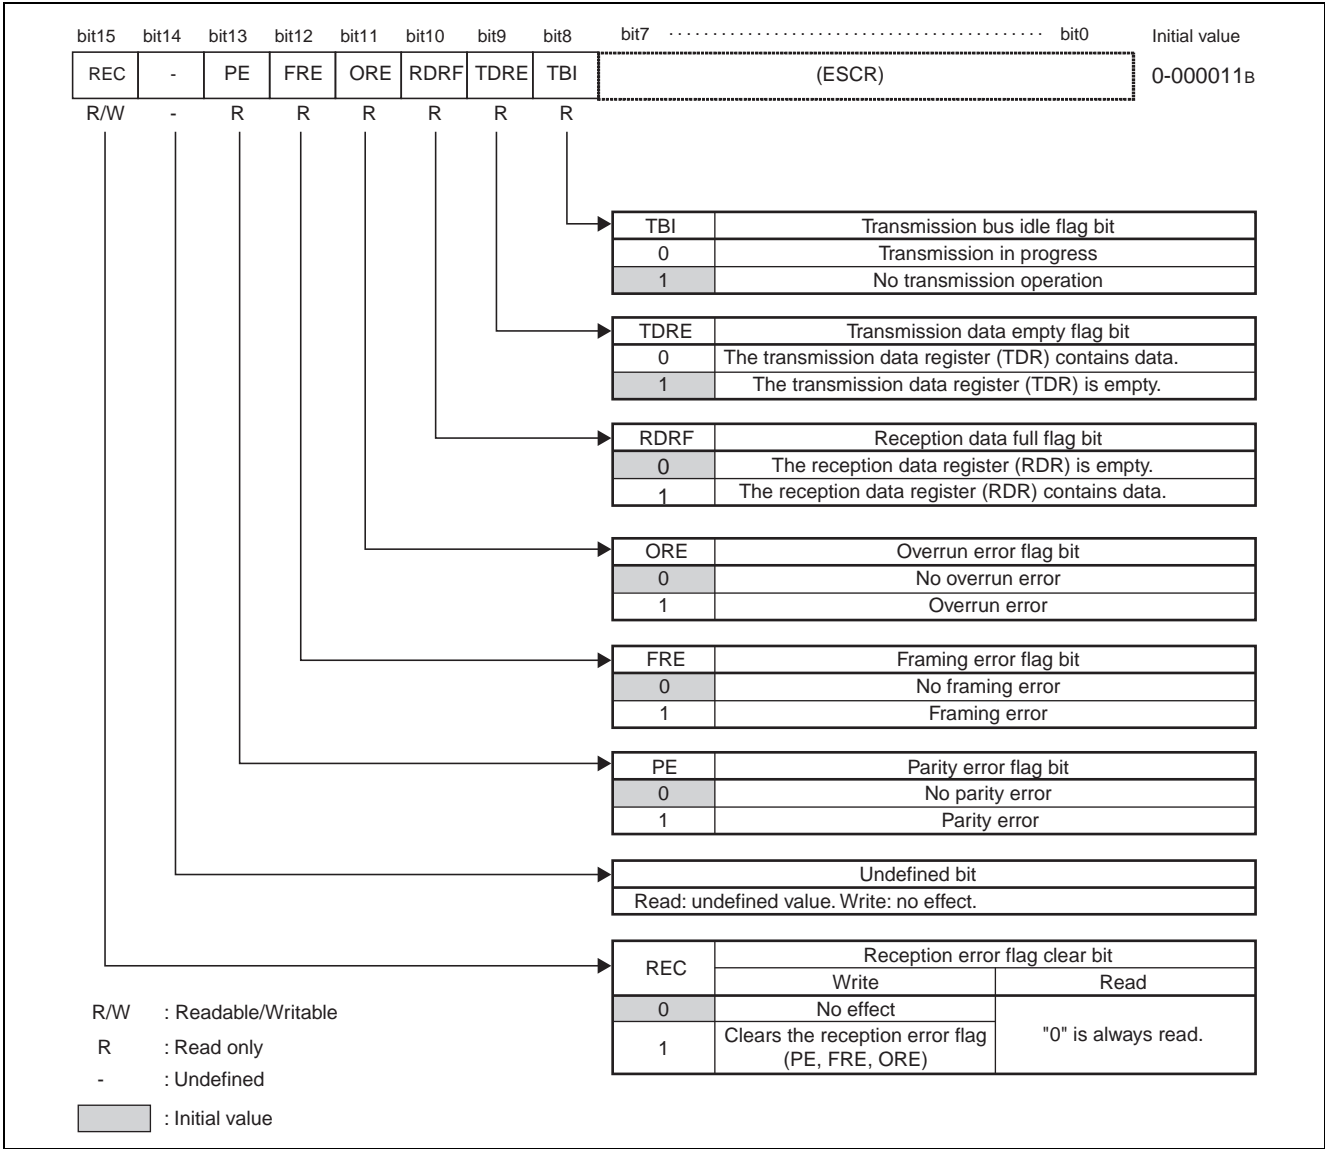 bit15 bit14 bit13 bit12 bit11 bit10 bit9 bit8 bit7 ········································ bit0 Initial value
REC - PE FRE ORE RDRF TDRE TBI (ESCR) 0-000011B
R/W - R R R R R R
TBI Transmission bus idle flag bit
0 Transmission in progress
1 No transmission operation
TDRE Transmission data empty flag bit
0 The transmission data register (TDR) contains data.
1 The transmission data register (TDR) is empty.
RDRF Reception data full flag bit
0 The reception data register (RDR) is empty.
1 The reception data register (RDR) contains data.
ORE Overrun error flag bit
0 No overrun error
1 Overrun error
FRE Framing error flag bit
0 No framing error
1 Framing error
PE Parity error flag bit
0 No parity error
1 Parity error
Undefined bit
Read: undefined value. Write: no effect.
REC Reception error flag clear bit
Write Read
0 No effect
1 Clears the reception error flag
(PE, FRE, ORE)
"0" is always read.
R/W : Readable/Writable
R : Read only
- : Undefined
: Initial value